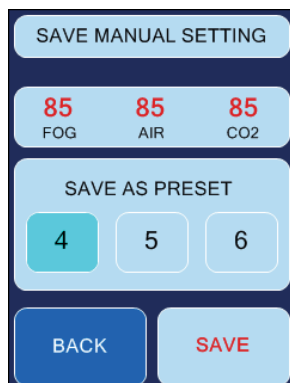 SAVE MANUAL SETTING
85 85 85
FOG AIR CO2
SAVE AS PRESET
4 5 6
BACK SAVE